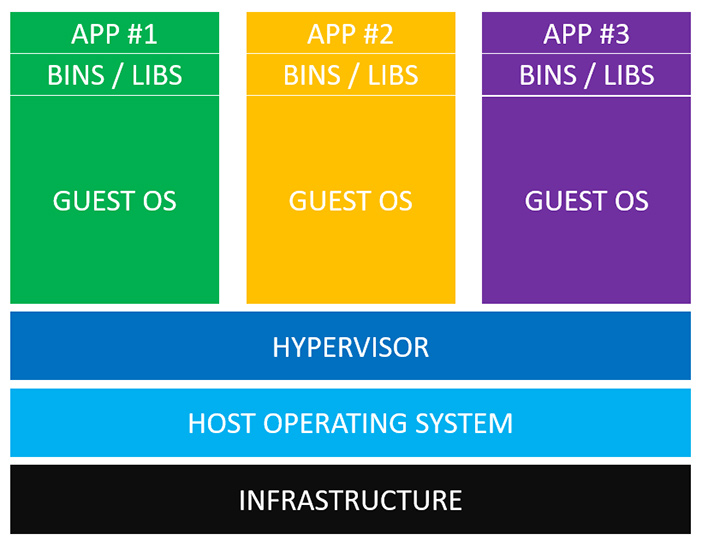 APP #1
BINS / LIBS
GUEST OS
APP #2
BINS / LIBS
GUEST OS
APP #3
BINS / LIBS
GUEST OS
HYPERVISOR
HOST OPERATING SYSTEM
INFRASTRUCTURE